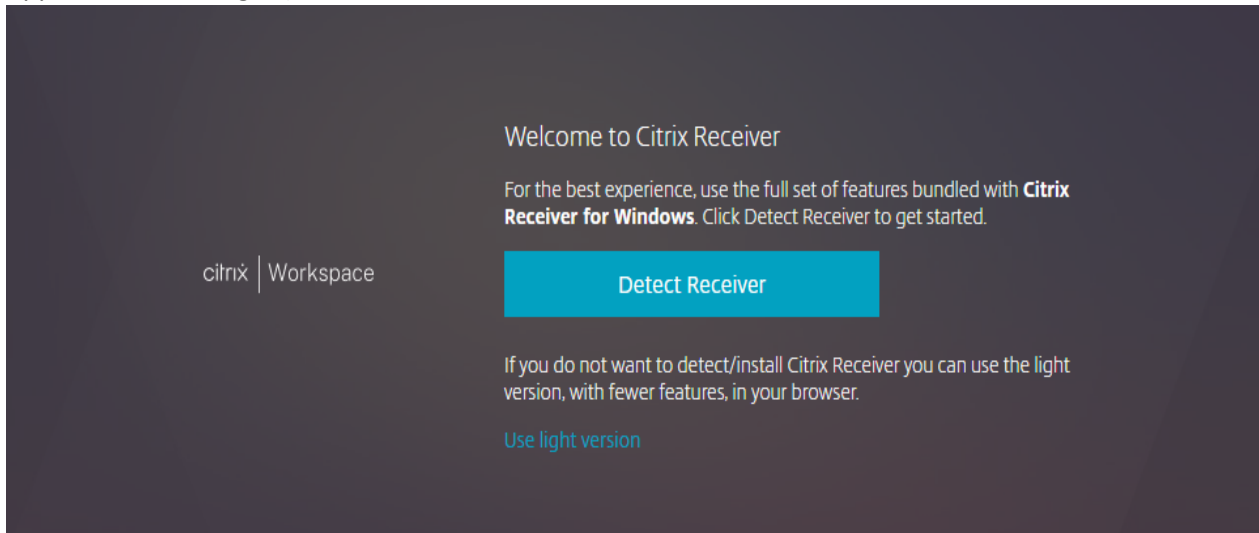 Welcome to Citrix Receiver
For the best experience, use the full set of features bundled with Citrix
Receiver for Windows. Click Detect Receiver to get started.
citrix | Workspace
Detect Receiver
If you do not want to detect/install Citrix Receiver you can use the light
version, with fewer features, in your browser.
Use light version